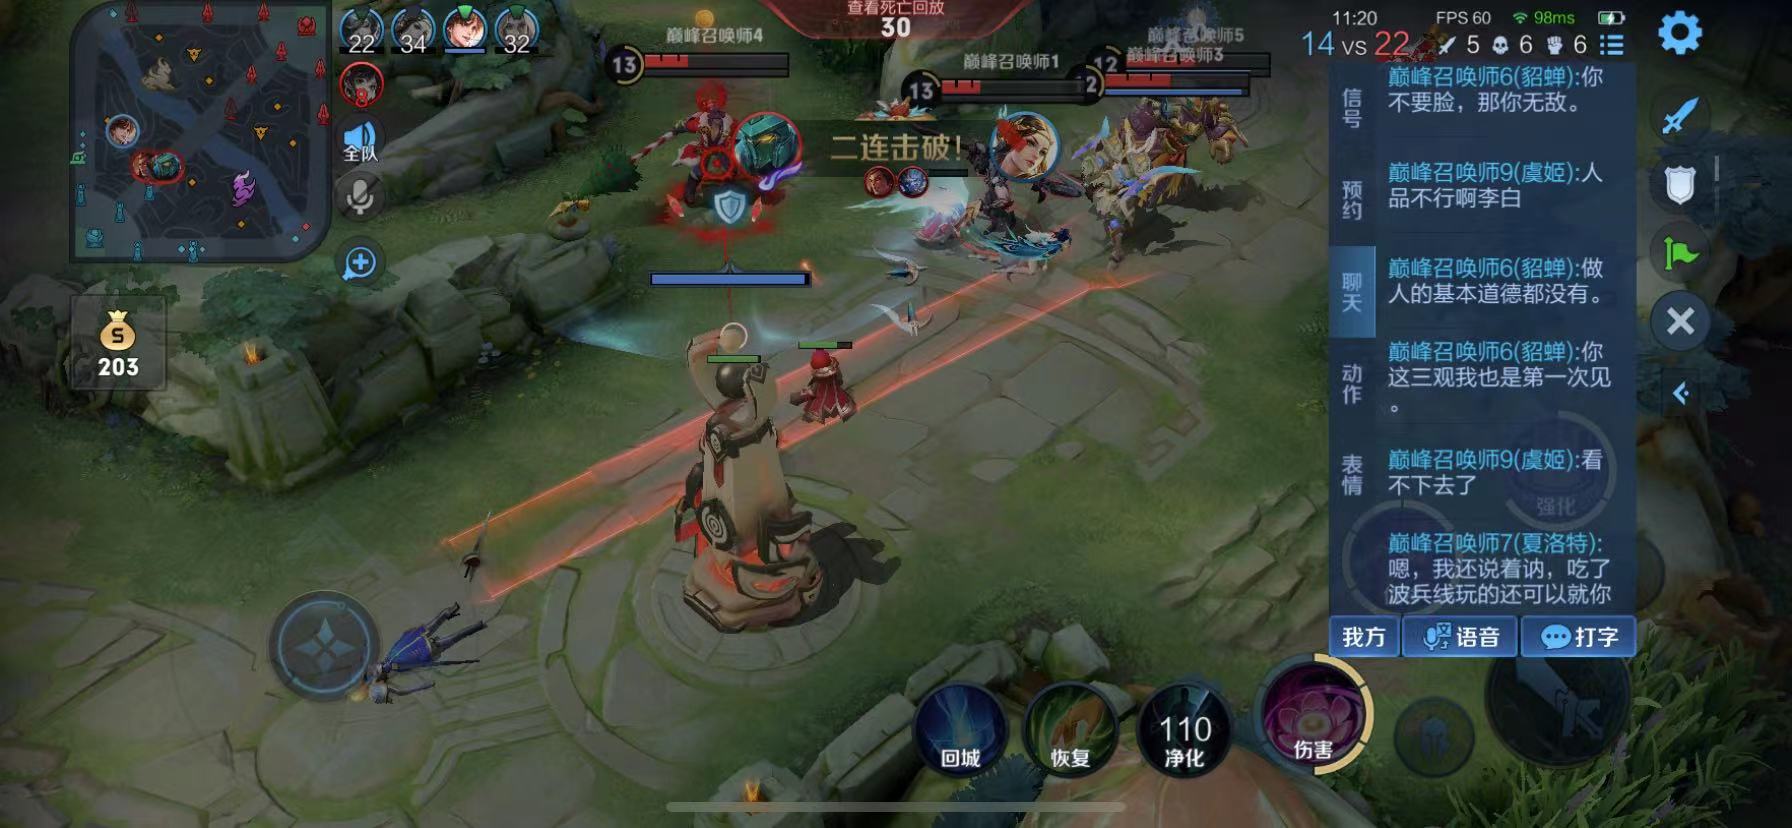 查看死亡回放
30
22
34
32
8
全队
203
13
巅峰召唤师4
巅峰召唤师1
13
巅峰召唤师5
12
巅峰召唤师3
二连击破!
11:20
FPS 60
98ms
14 VS 22
5
6
6
信号
预约
聊天
动作
表情
巅峰召唤师6(貂蝉):你
不要脸，那你无敌。
巅峰召唤师9(虞姬):人
品不行啊李白
巅峰召唤师6(貂蝉):做
人的基本道德都没有。
巅峰召唤师6(貂蝉):你
这三观我也是第一次见
。
巅峰召唤师9(虞姬):看
不下去了
巅峰召唤师7(夏洛特):
嗯，我还说着讷，吃了
波兵线玩的还可以就你
强化
我方
语音
打字
回城
恢复
110
净化
伤害